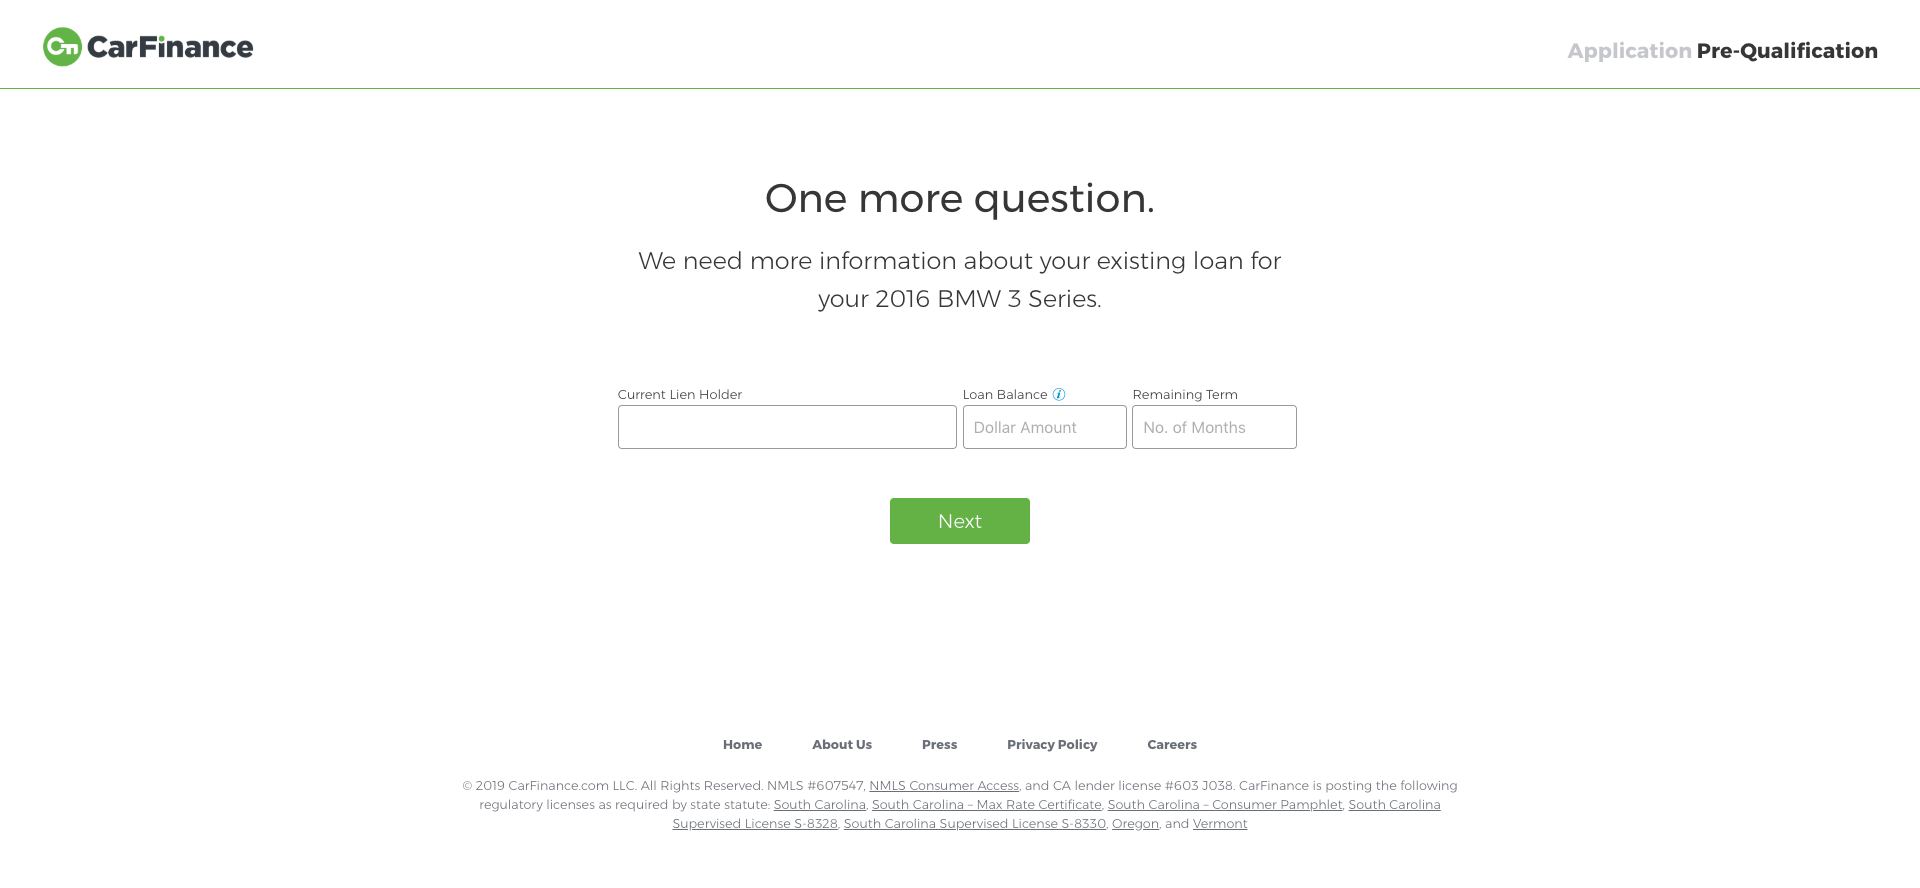 CarFinance
Application Pre-Qualification
One more question.
We need more information about your existing loan for
your 2016 BMW 3 Series.
Current Lien Holder
Loan Balance i
Remaining Term
Dollar Amount
No. of Months
Next
Home About Us Press Privacy Policy Careers
© 2019 CarFinance.com LLC. All Rights Reserved. NMLS #607547, NMLS Consumer Access, and CA lender license #603 J038. CarFinance is posting the following
regulatory licenses as required by state statute: South Carolina, South Carolina – Max Rate Certificate, South Carolina – Consumer Pamphlet, South Carolina
Supervised License S-8328, South Carolina Supervised License S-8330, Oregon, and Vermont